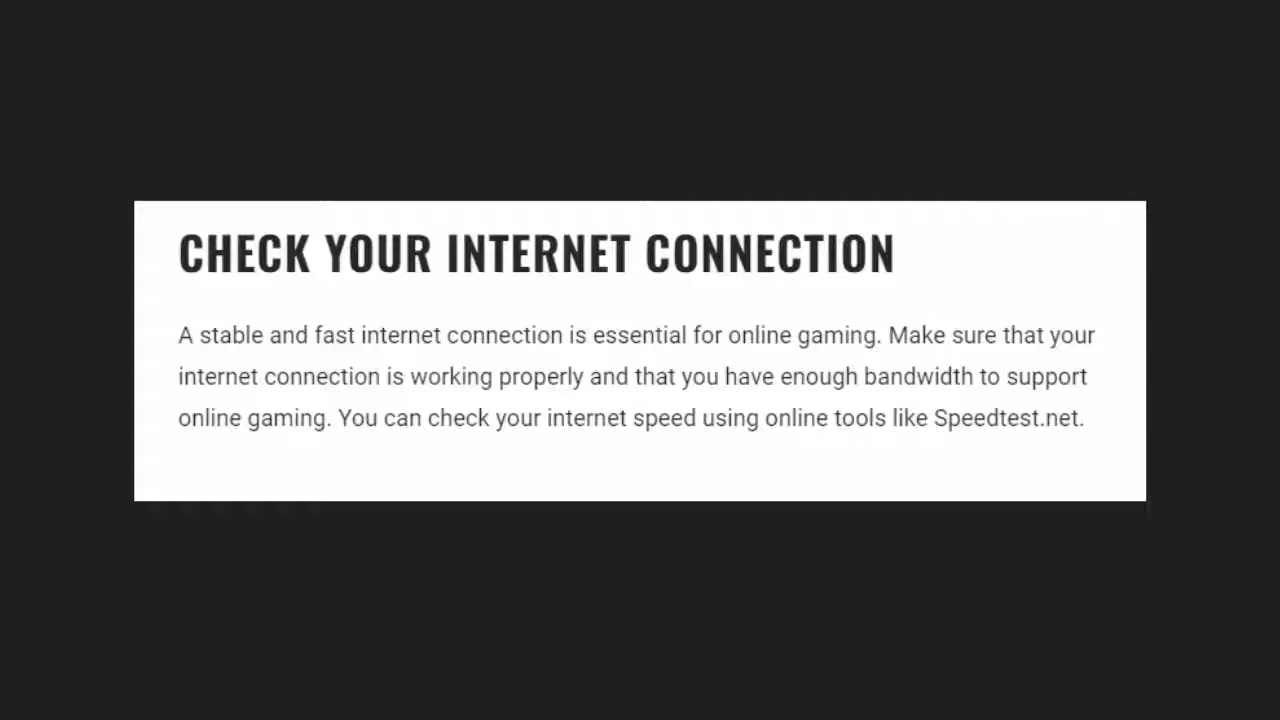 CHECK YOUR INTERNET CONNECTION
A stable and fast internet connection is essential for online gaming. Make sure that your
internet connection is working properly and that you have enough bandwidth to support
online gaming. You can check your internet speed using online tools like Speedtest.net.